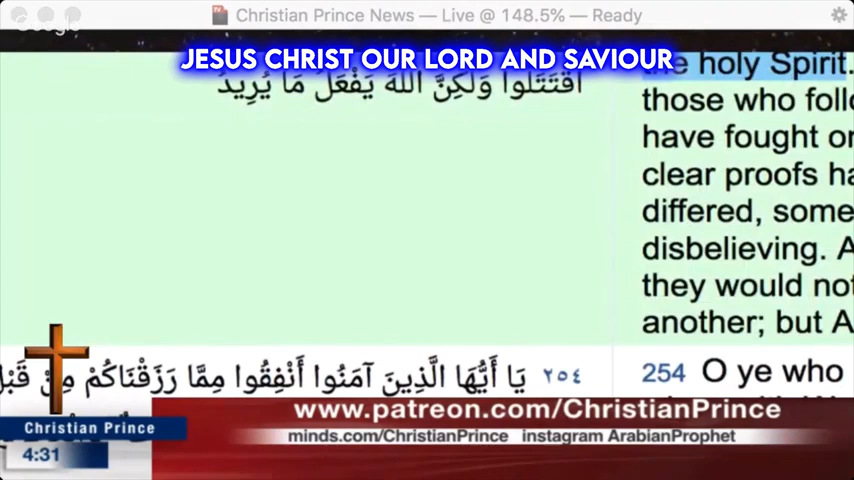 Christian Prince News — Live @ 148.5% — Ready
Google
JESUS CHRIST OUR LORD AND SAVIOUR
the holy Spirit.
اقْتَتَلُوا وَلَكِنَّ اللَّهَ يَفْعَلُ مَا يُرِيدُ
those who follo
have fought or
clear proofs ha
differed, some
disbelieving. A
they would not
another; but A
٢٥٤ يَا أَيُّهَا الَّذِينَ آمَنُوا أَنْفِقُوا مِمَّا رَزَقْنَاكُمْ مِنْ قَبْلِ
254 O ye who
www.patreon.com/ChristianPrince
Christian Prince
minds.com/ChristianPrince instagram ArabianProphet
4:31